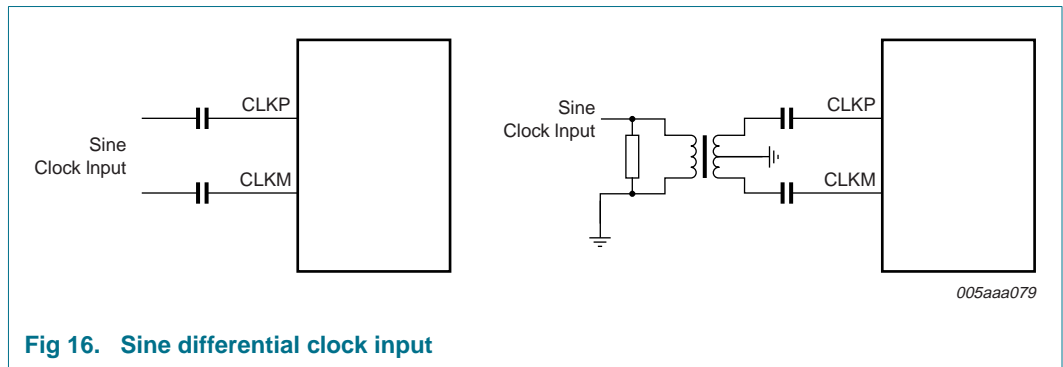 CLKP
Sine
Clock Input
CLKM
Sine
Clock Input
CLKP
CLKM
005aaa079
Fig 16. Sine differential clock input